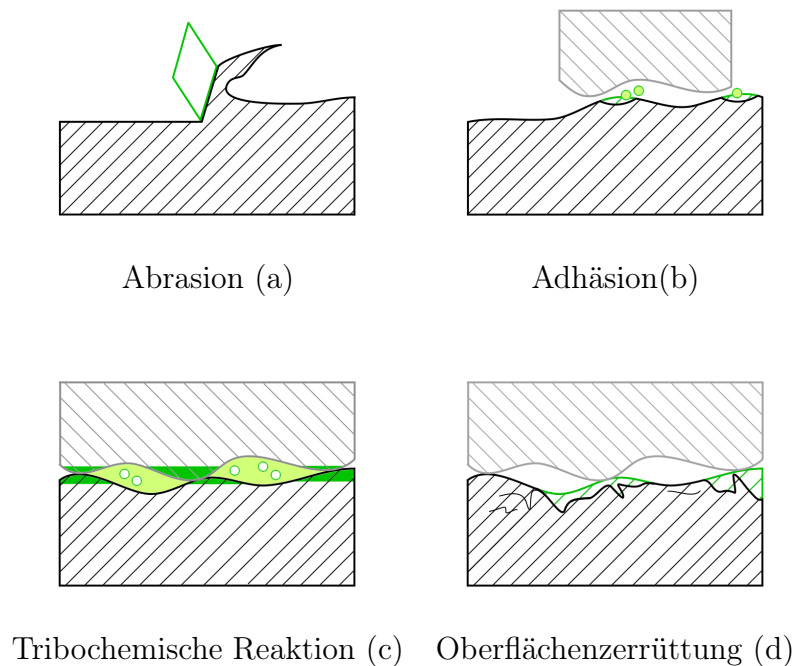 Abrasion (a)
Adhäsion(b)
Tribochemische Reaktion (c)
Oberflächenzerrüttung (d)